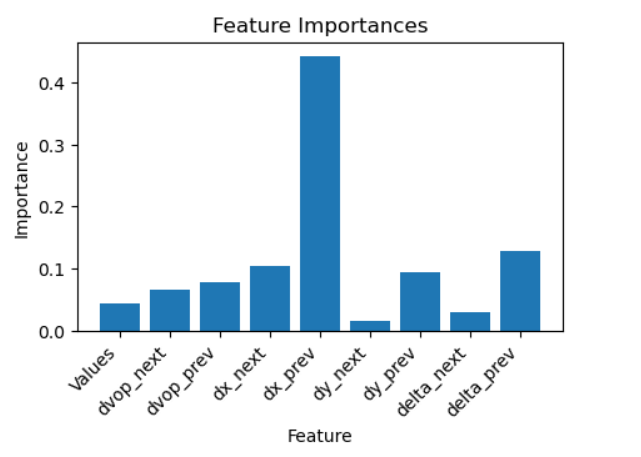 Feature Importances
Importance
0.4
0.3
0.2
0.1
0.0
Values
dvop_next
dvop_prev
dx_next
dx_prev
dy_next
dy_prev
delta_next
delta_prev
Feature